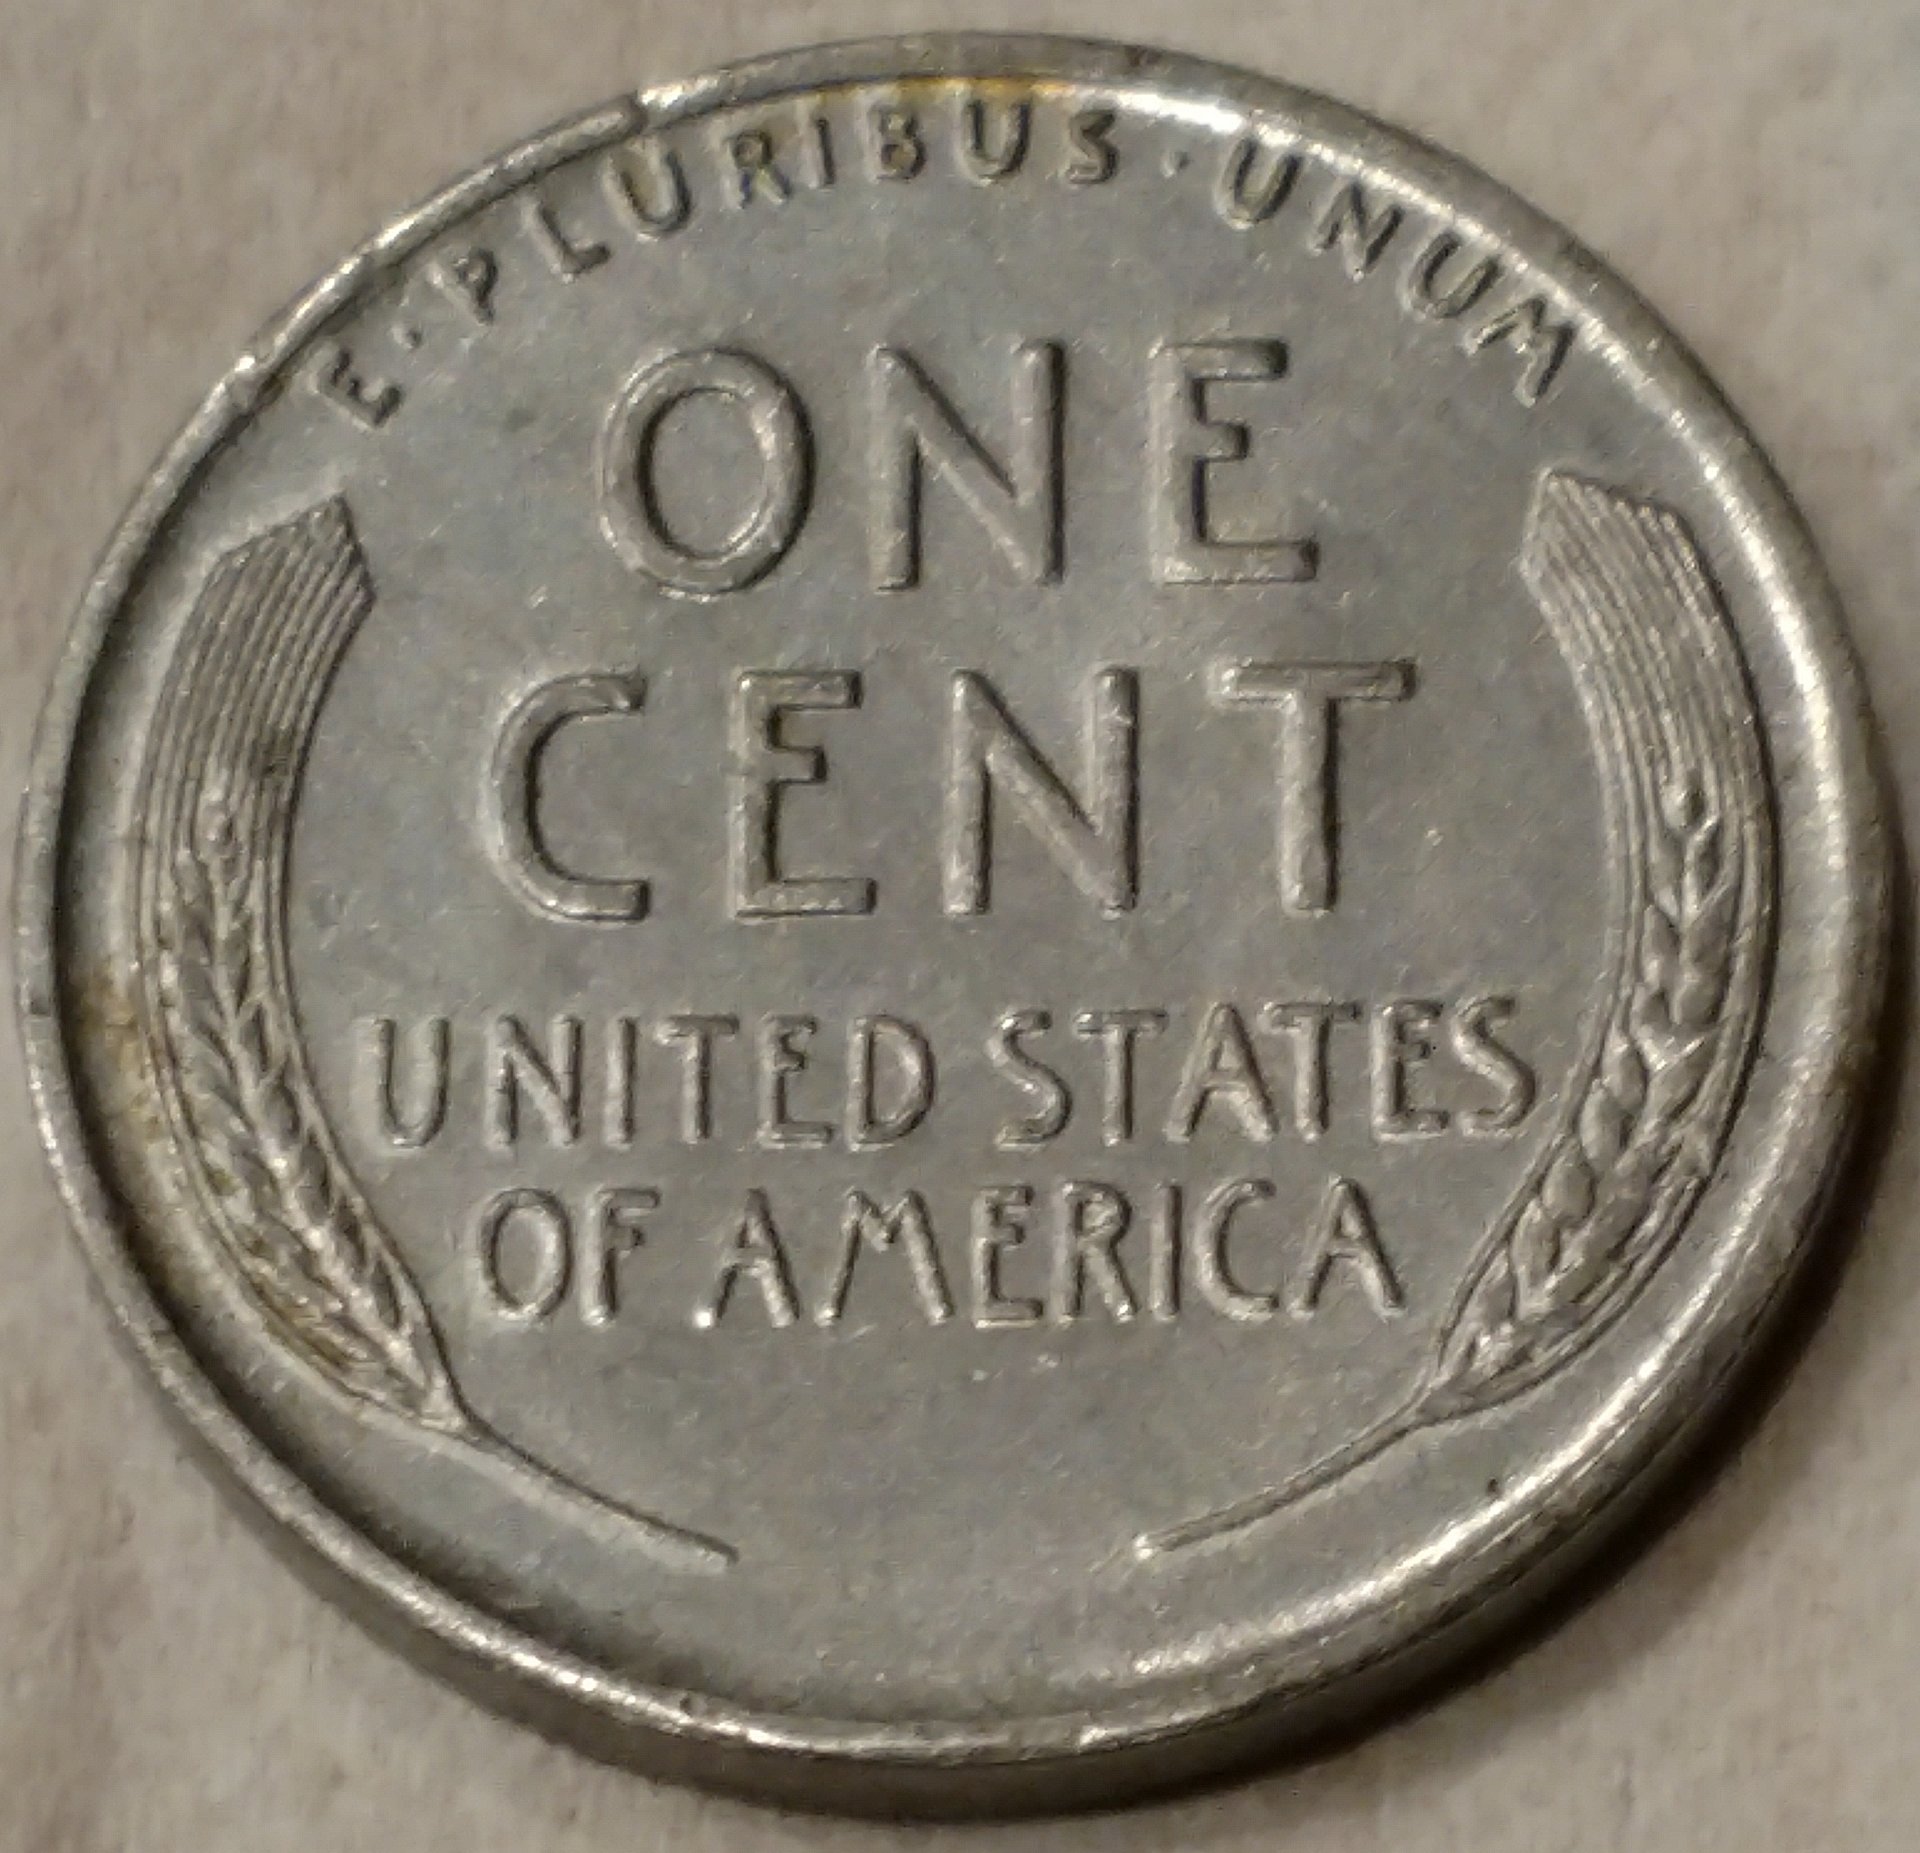 E·PLURIBUS·UNUM
ONE
CENT
UNITED STATES
OF AMERICA